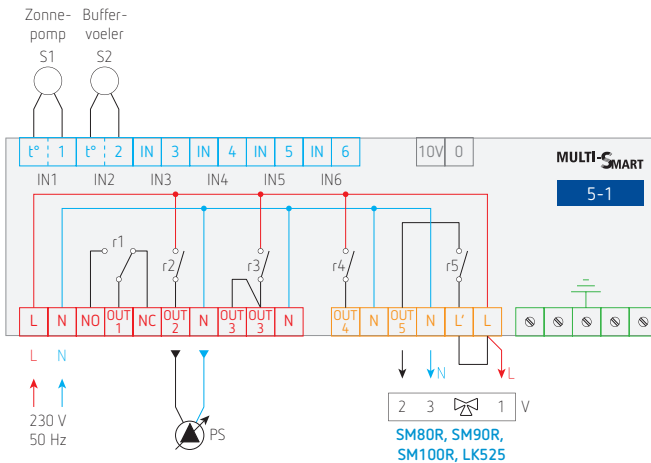 Zonne-
pomp
S1
Buffer-
voeler
S2
t° 1 t° 2 IN 3 IN 4 IN 5 IN 6 10V 0
IN1 IN2 IN3 IN4 IN5 IN6
MULTI-SMART
5-1
r1 r2 r3 r4 r5
L N NO OUT 1 NC OUT 2 N OUT 3 OUT 3 N OUT 4 N OUT 5 N L' L
L N
230 V
50 Hz
PS
N L
2 3 1 V
SM80R, SM90R,
SM100R, LK525